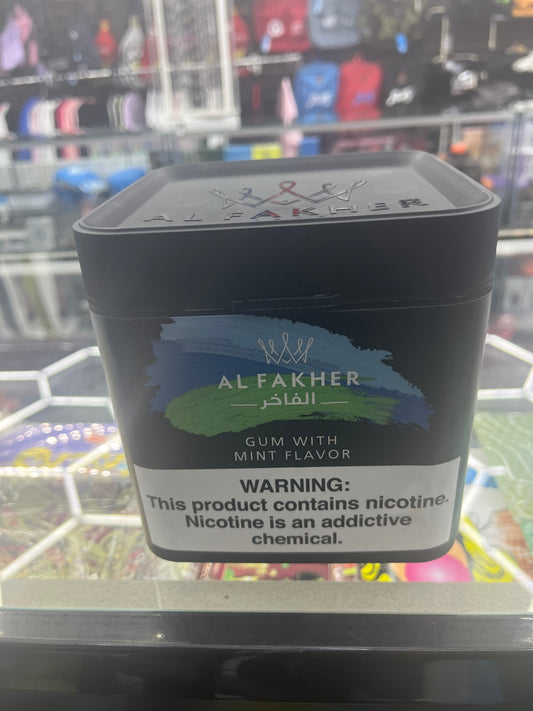 AL FAKHER
AL FAKHER
الفاخر
GUM WITH
MINT FLAVOR
WARNING:
This product contains nicotine.
Nicotine is an addictive
chemical.